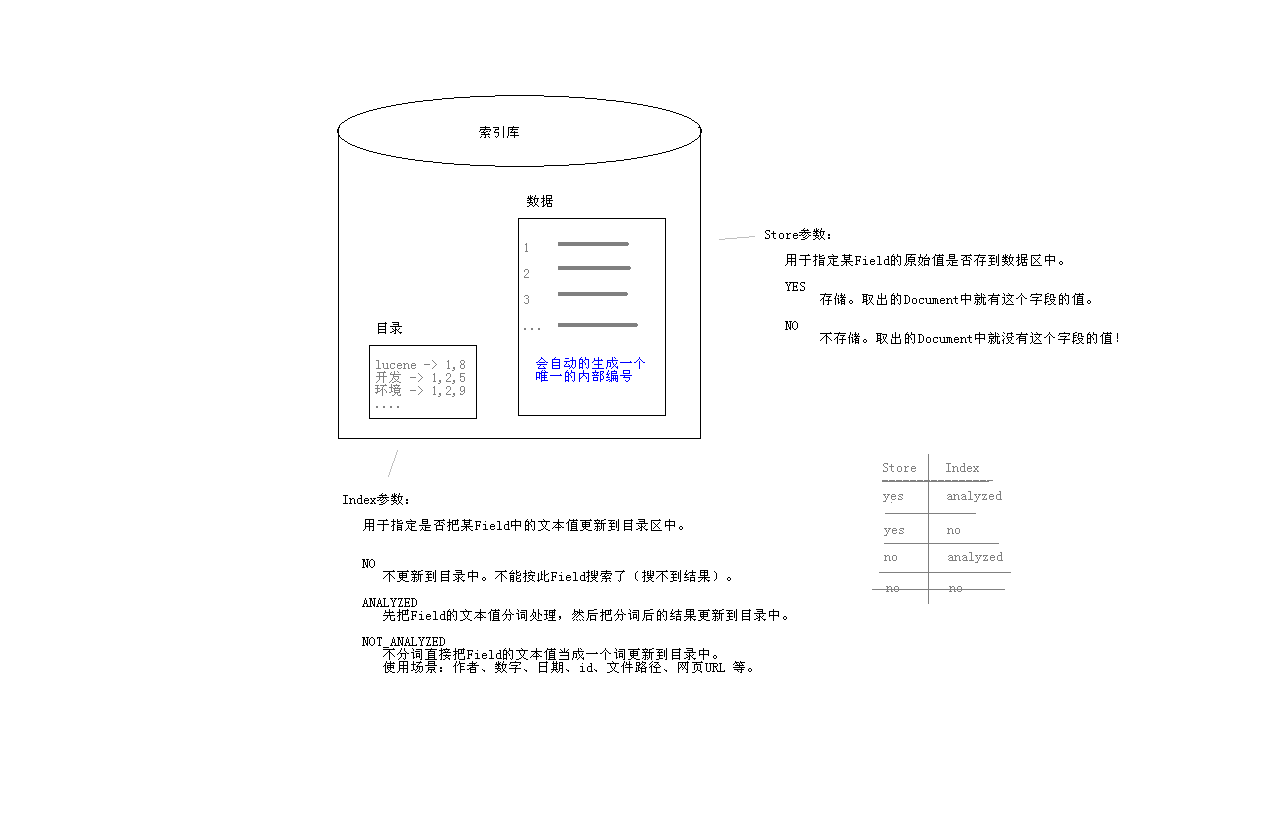 索引库
数据
1
2
3
...
会自动的生成一个
唯一的内部编号
目录
lucene -> 1,8
开发 -> 1,2,5
环境 -> 1,2,9
....
Store参数:
用于指定某Field的原始值是否存到数据区中。
YES
存储。取出的Document中就有这个字段的值。
NO
不存储。取出的Document中就没有这个字段的值！
Index参数:
用于指定是否把某Field中的文本值更新到目录区中。
NO
不更新到目录中。不能按此Field搜索了（搜不到结果）。
ANALYZED
先把Field的文本值分词处理，然后把分词后的结果更新到目录中。
NOT_ANALYZED
不分词直接把Field的文本值当成一个词更新到目录中。
使用场景：作者、数字、日期、id、文件路径、网页URL 等。
Store Index
yes analyzed
yes no
no analyzed
no no